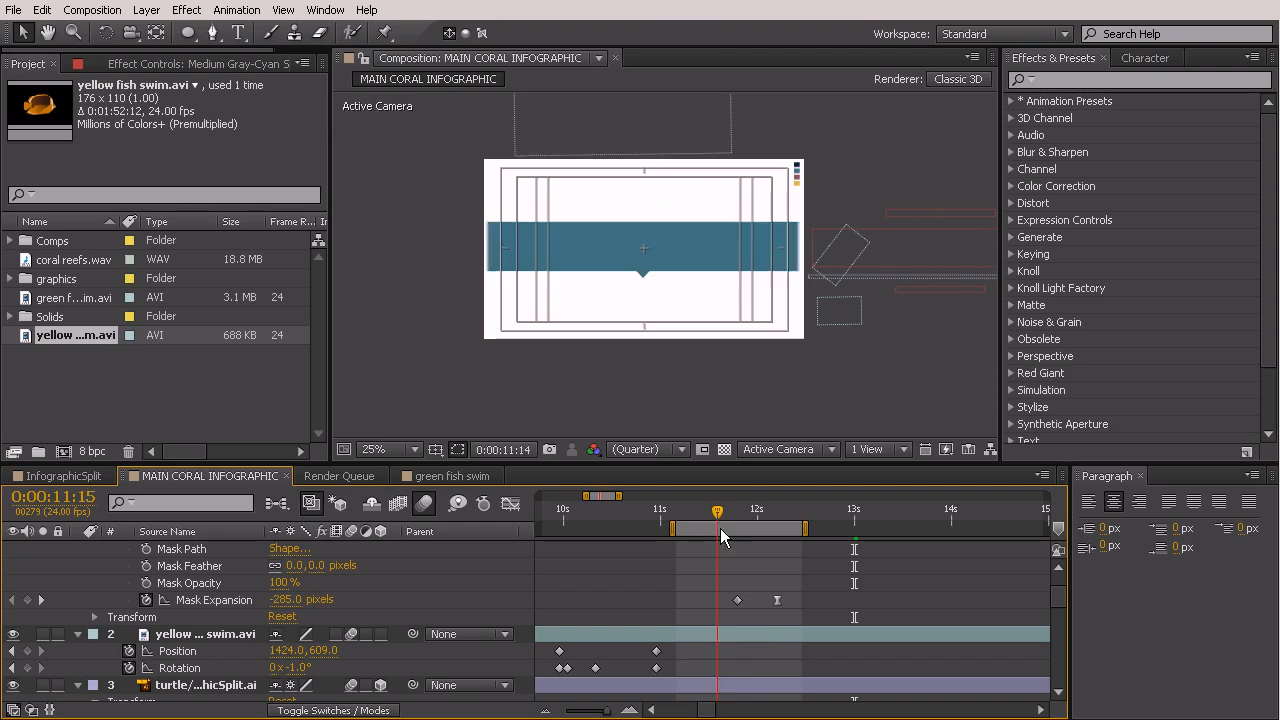 File Edit Composition Layer Effect Animation View Window Help
Workspace: Standard Search Help
Project Effect Controls: Medium Gray-Cyan S Composition: MAIN CORAL INFOGRAPHIC Effects & Presets Character
MAIN CORAL INFOGRAPHIC Renderer: Classic 3D
yellow fish swim.avi , used 1 time
176 x 110 (1.00)
Δ 0:01:52:12, 24.00 fps
Millions of Colors+ (Premultiplied)
Active Camera
* Animation Presets
3D Channel
Audio
Blur & Sharpen
Channel
Color Correction
Distort
Expression Controls
Generate
Keying
Knoll
Knoll Light Factory
Matte
Noise & Grain
Obsolete
Perspective
Red Giant
Simulation
Stylize
Synthetic Aperture
Text
Name Type Size Frame R... In
Comps Folder
coral reefs.wav WAV 18.8 MB
graphics Folder
green f...im.avi AVI 3.1 MB 24
Solids Folder
yellow ...m.avi AVI 688 KB 24
8 bpc
25% 0:00:11:14 (Quarter) Active Camera 1 View
InfographicSplit MAIN CORAL INFOGRAPHIC Render Queue green fish swim Paragraph
0:00:11:15
00279 (24.00 fps)
# Source Name Parent
10s 11s 12s 13s 14s 15
0 px 0 px 0 px
0 px 0 px
Mask Path Shape...
Mask Feather 0.0,0.0 pixels
Mask Opacity 100 %
Mask Expansion -285.0 pixels
Transform Reset
2 yellow ... swim.avi None
Position 1424.0,609.0
Rotation 0 x -1.0°
3 turtle/...hicSplit.ai None
Toggle Switches / Modes